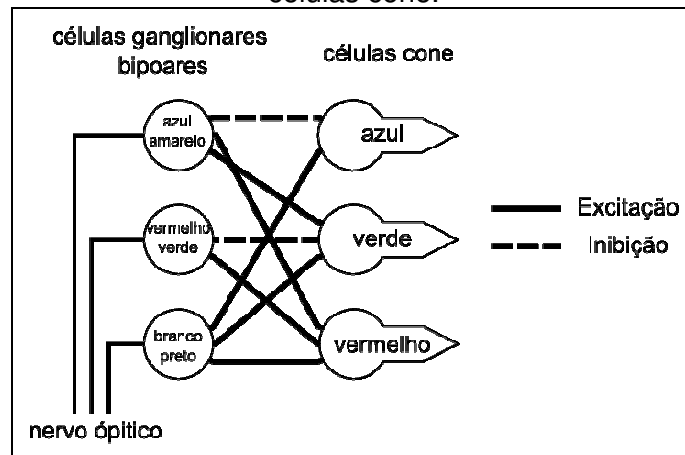 células cone.
células ganglionares
bipoares
células cone
azul
amarelo
azul
vermelho
verde
verde
branco
preto
vermelho
Excitação
Inibição
nervo ópitico